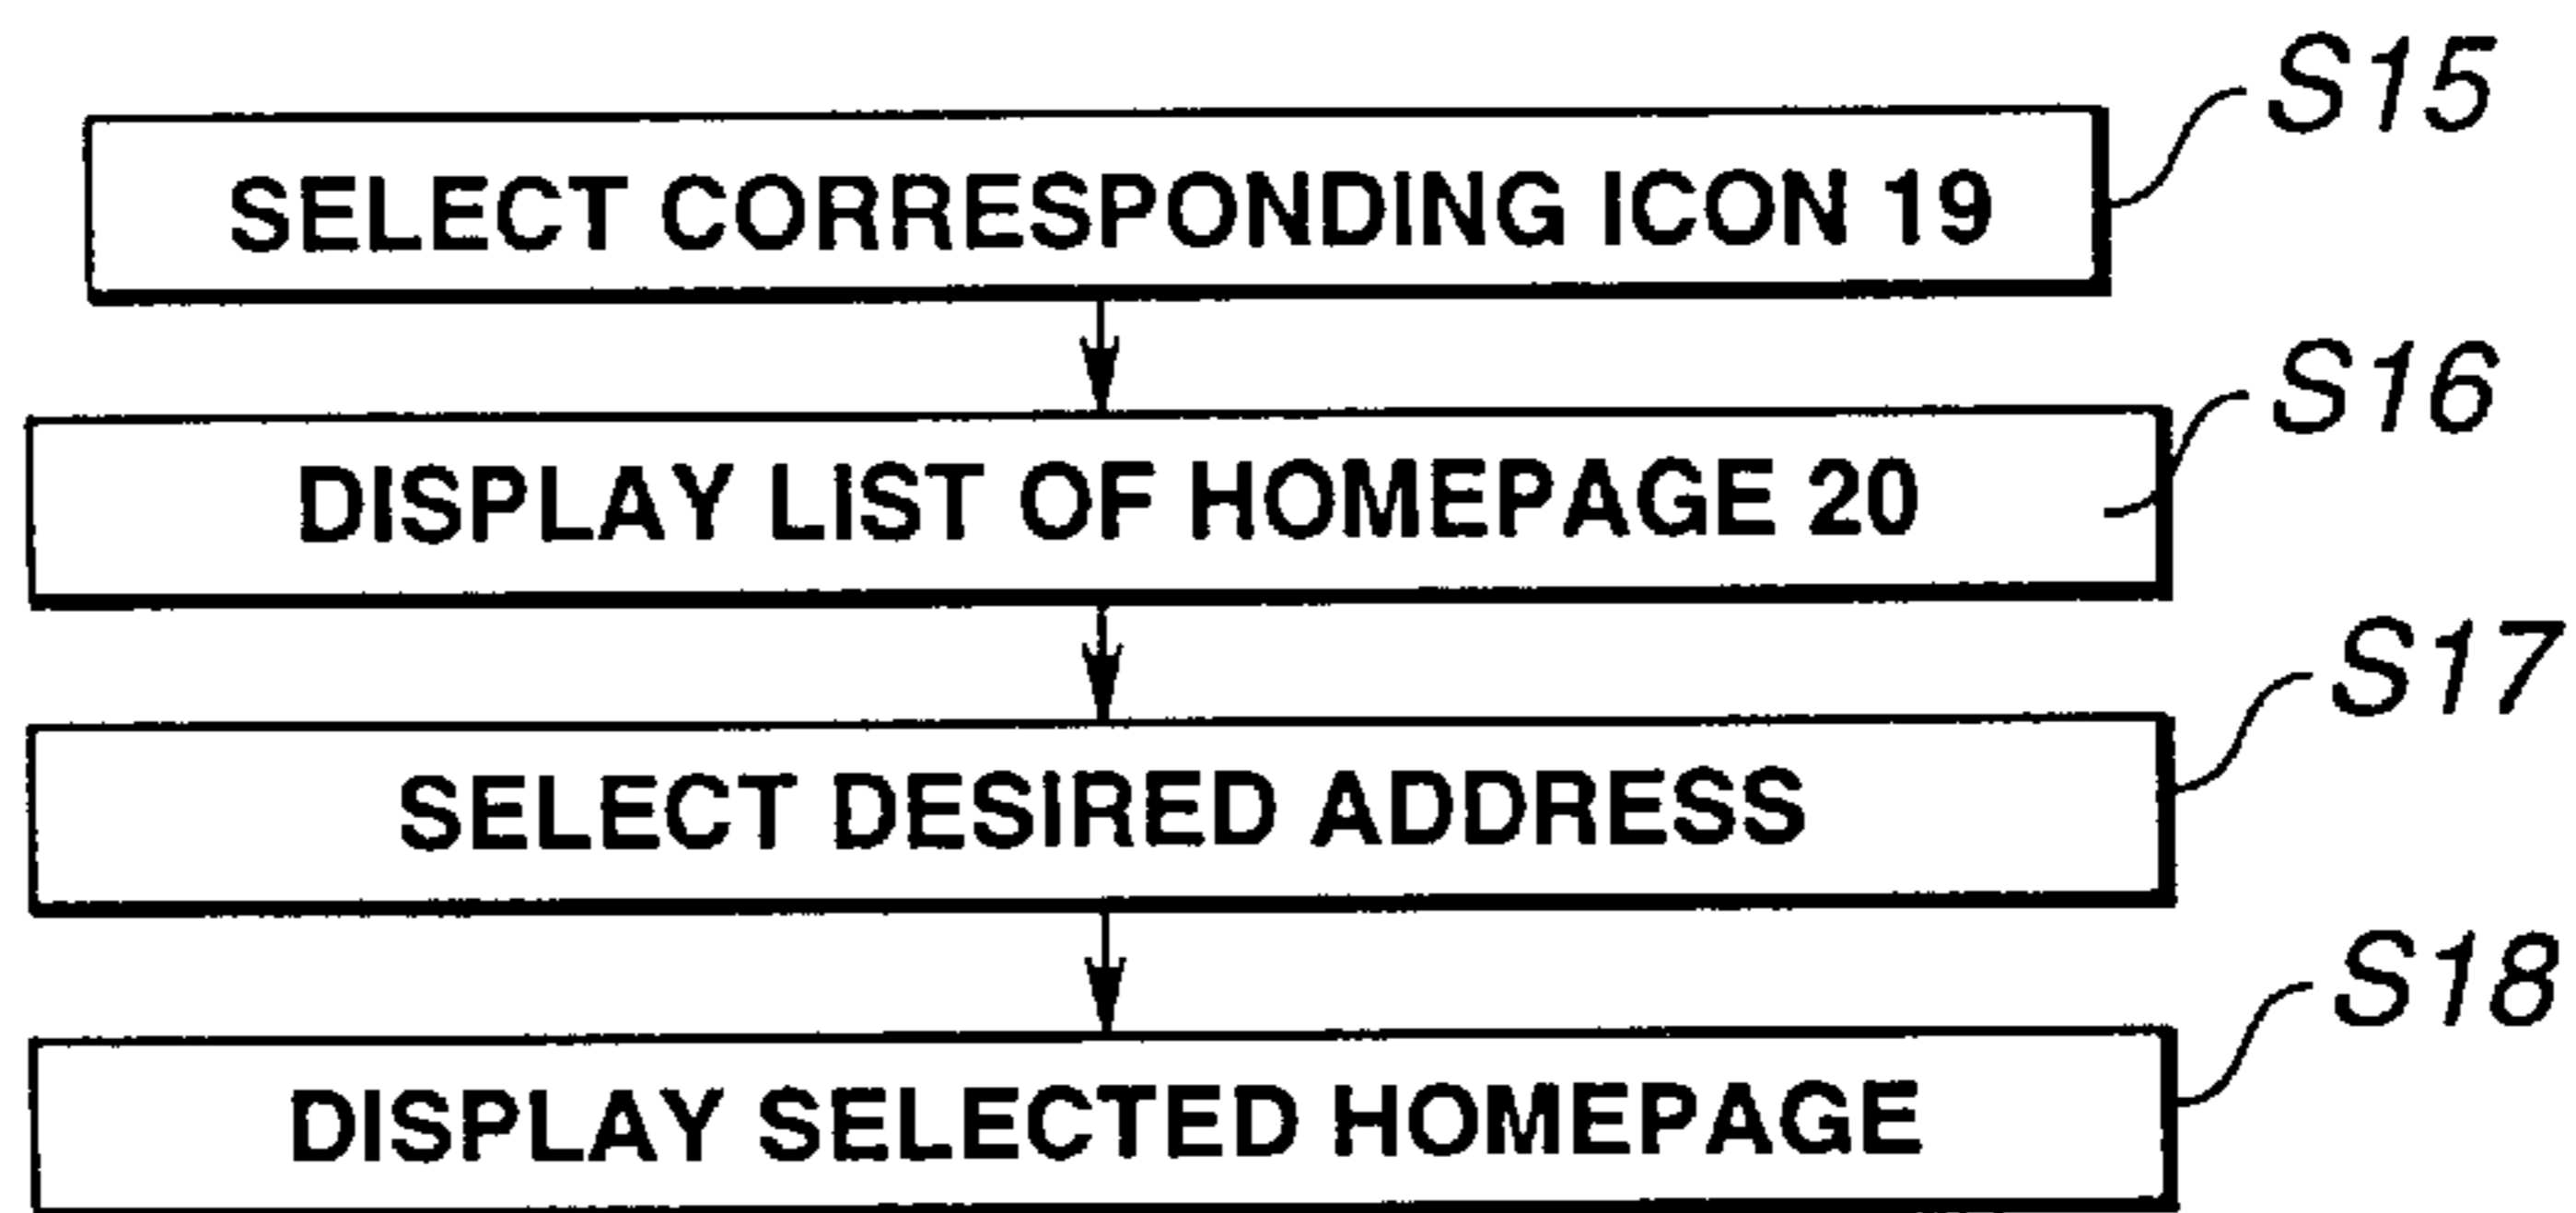 S15
SELECT CORRESPONDING ICON 19
S16
DISPLAY LIST OF HOMEPAGE 20
S17
SELECT DESIRED ADDRESS
S18
DISPLAY SELECTED HOMEPAGE